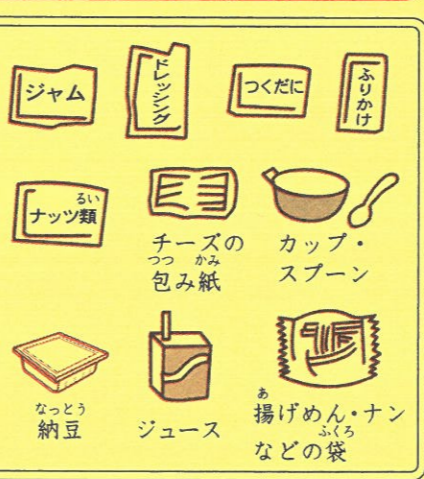 ジャム
ドレッシング
つくだに
ふりかけ
るい
ナッツ類
チーズの
つつ かみ
包み紙
カップ・
スプーン
なっとう
納豆
ジュース
あ
揚げめん・ナン
ふくろ
などの袋